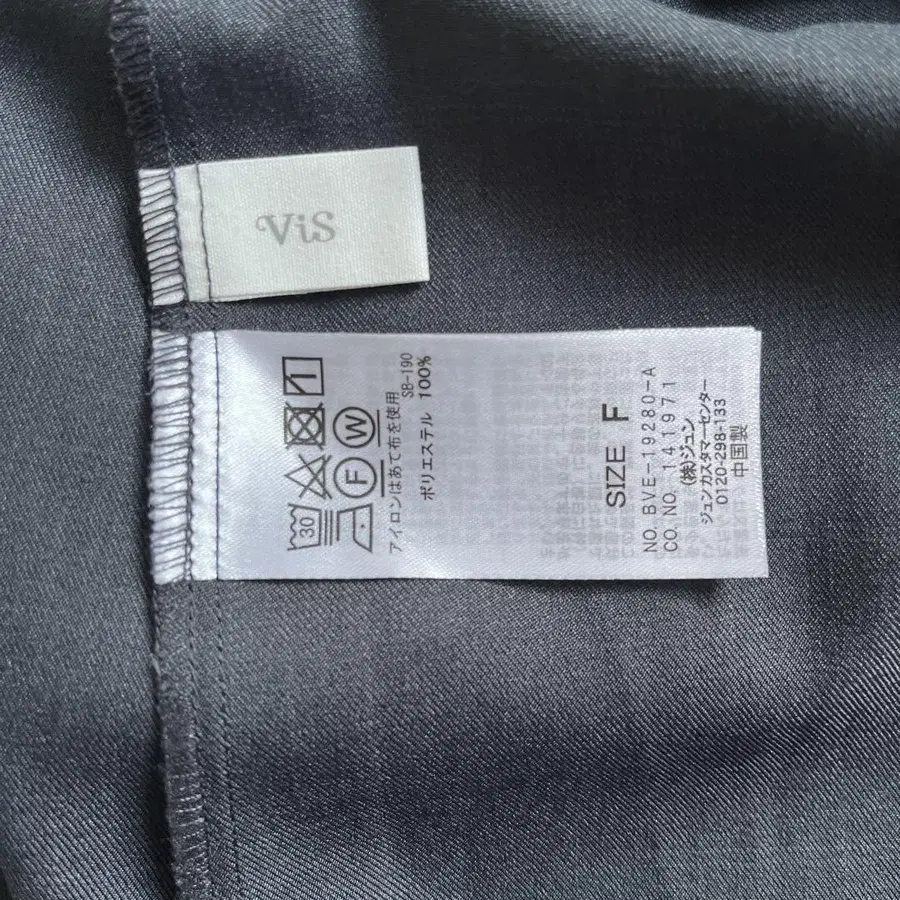 ViS
30
F
W
アイロンはあて布を使用
SB-190
ポリエステル 100%
SIZE F
NO. BVE-19280-A
CO. NO. 141971
(株)ジュン
ジュンカスタマーセンター
0120-298-133
中国製